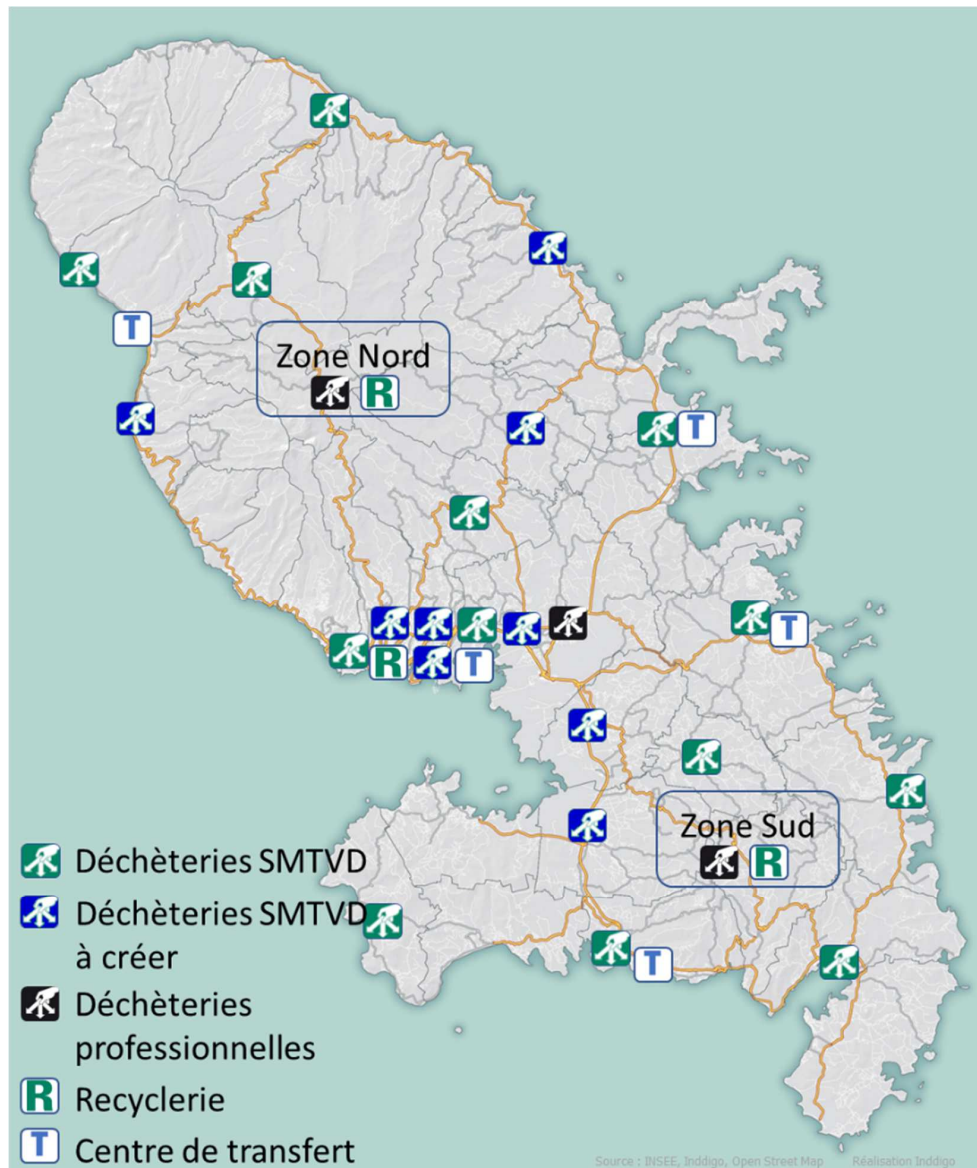 T
Zone Nord
R
T
T
R
T
Zone Sud
R
T
Déchèteries SMTVD
Déchèteries SMTVD
à créer
Déchèteries
professionnelles
R Recyclerie
T Centre de transfert
Source : INSEE, Inddigo, Open Street Map Réalisation Inddigo